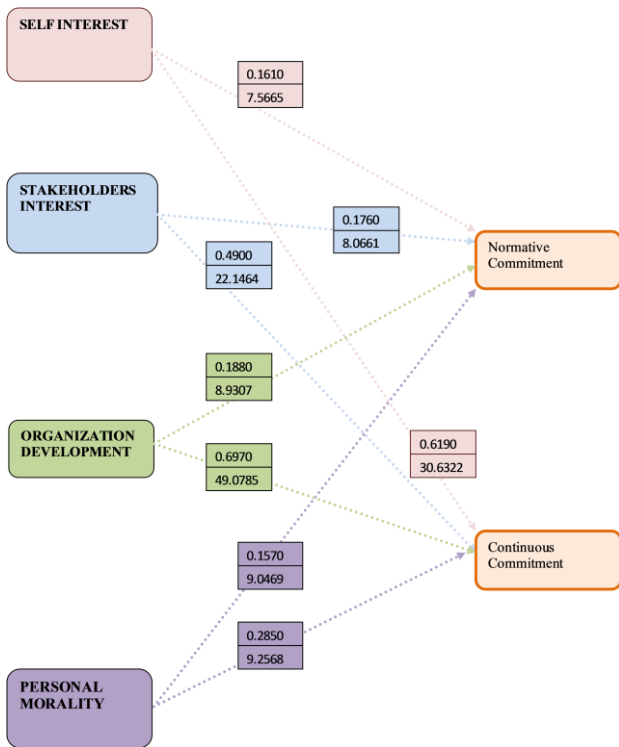 SELF INTEREST
0.1610
7.5665
STAKEHOLDERS
INTEREST
0.1760
8.0661
Normative
Commitment
0.4900
22.1464
0.1880
8.9307
ORGANIZATION
DEVELOPMENT
0.6970
49.0785
0.6190
30.6322
Continuous
Commitment
0.1570
9.0469
0.2850
9.2568
PERSONAL
MORALITY